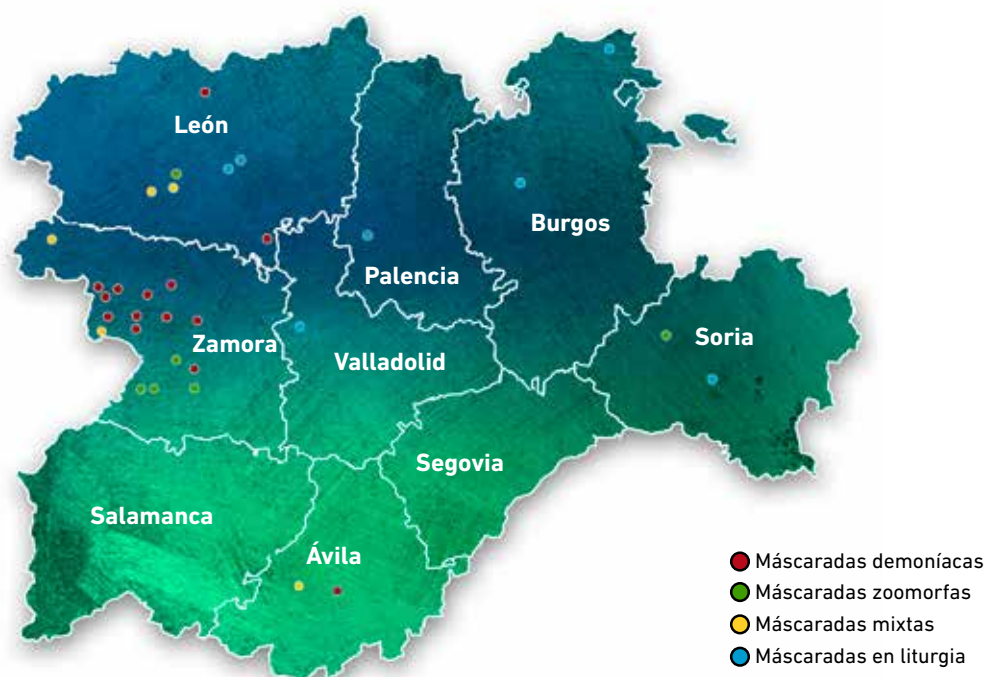 León
Burgos
Palencia
Zamora
Valladolid
Soria
Segovia
Salamanca
Ávila
Máscaradas demoníacas
Máscaradas zoomorfas
Máscaradas mixtas
Máscaradas en liturgia